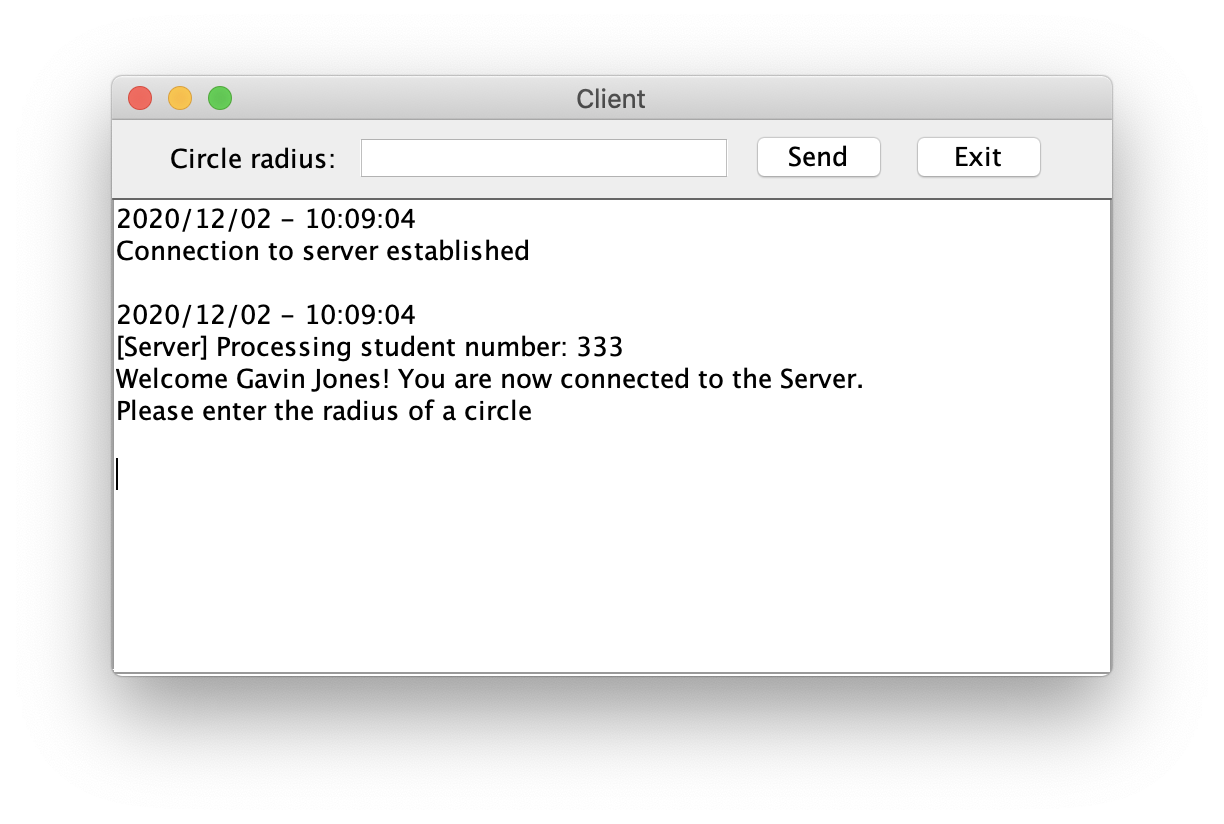 Client
Circle radius:
Send
Exit
2020/12/02 – 10:09:04
Connection to server established
2020/12/02 – 10:09:04
[Server] Processing student number: 333
Welcome Gavin Jones! You are now connected to the Server.
Please enter the radius of a circle